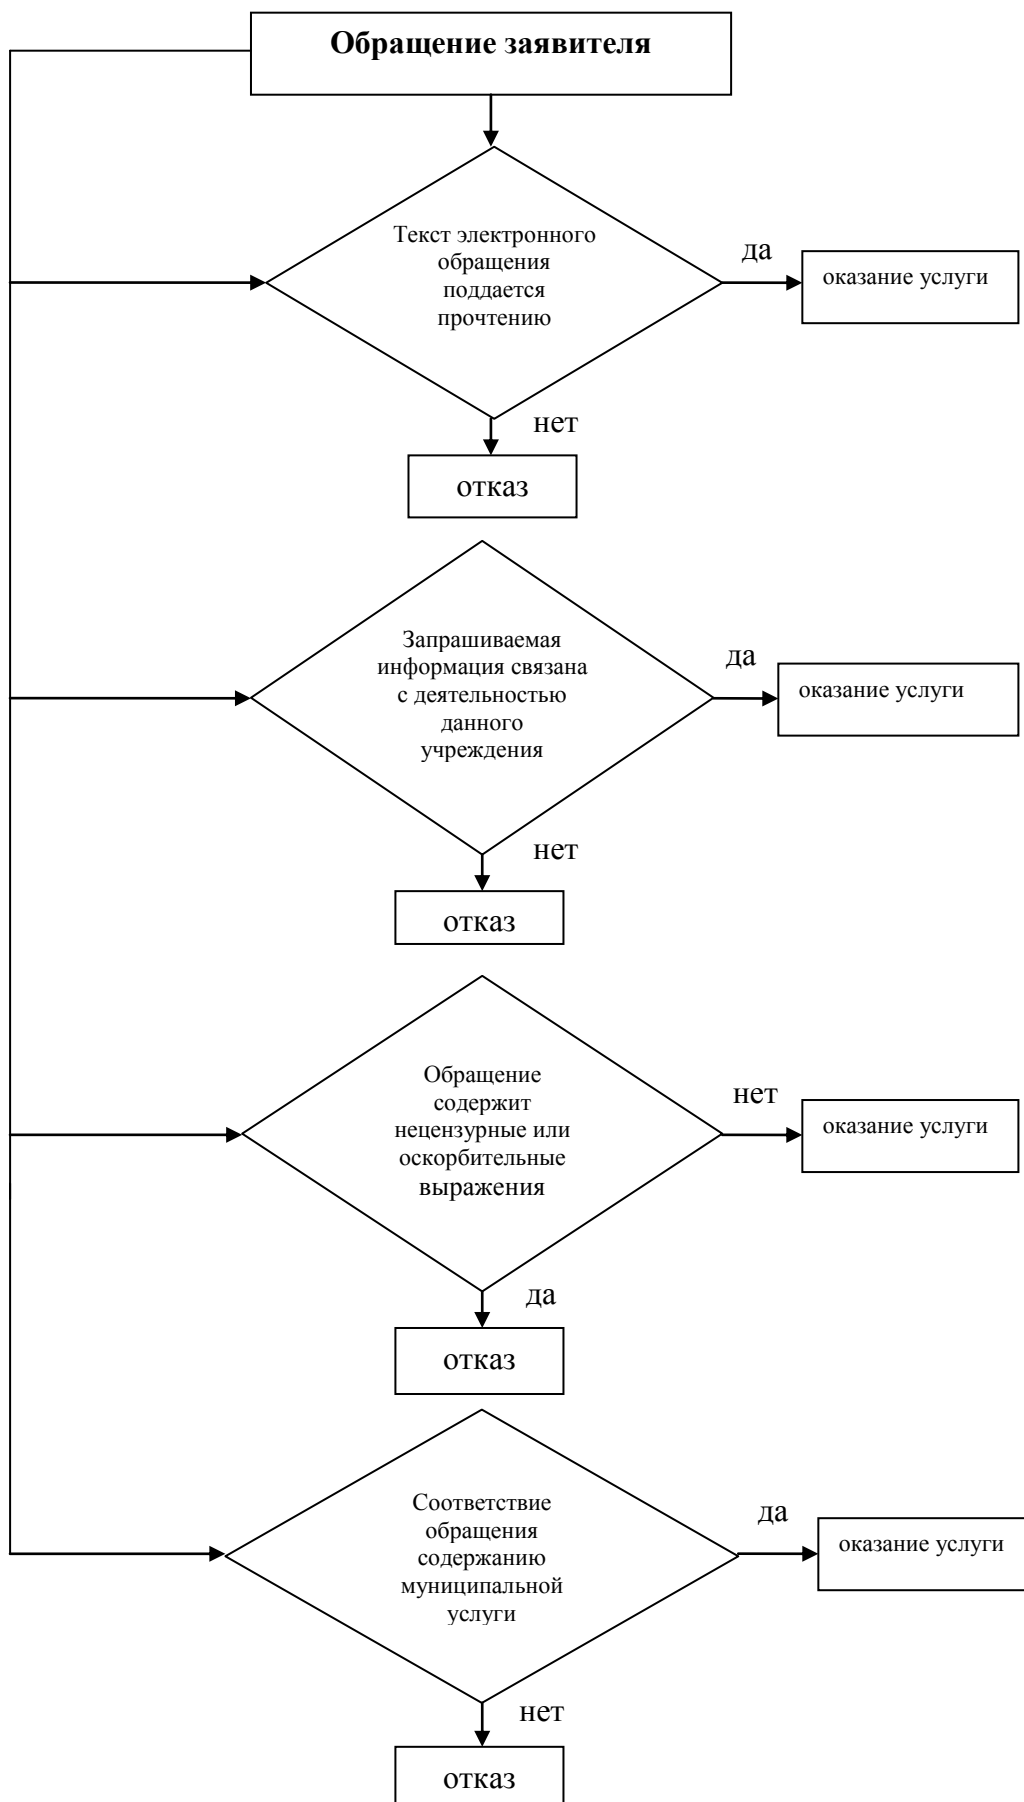 Обращение заявителя
Текст электронного
обращения
поддается
прочтению
да
оказание услуги
нет
отказ
Запрашиваемая
информация связана
с деятельностью
данного
учреждения
да
оказание услуги
нет
отказ
Обращение
содержит
нецензурные или
оскорбительные
выражения
нет
оказание услуги
да
отказ
Соответствие
обращения
содержанию
муниципальной
услуги
да
оказание услуги
нет
отказ